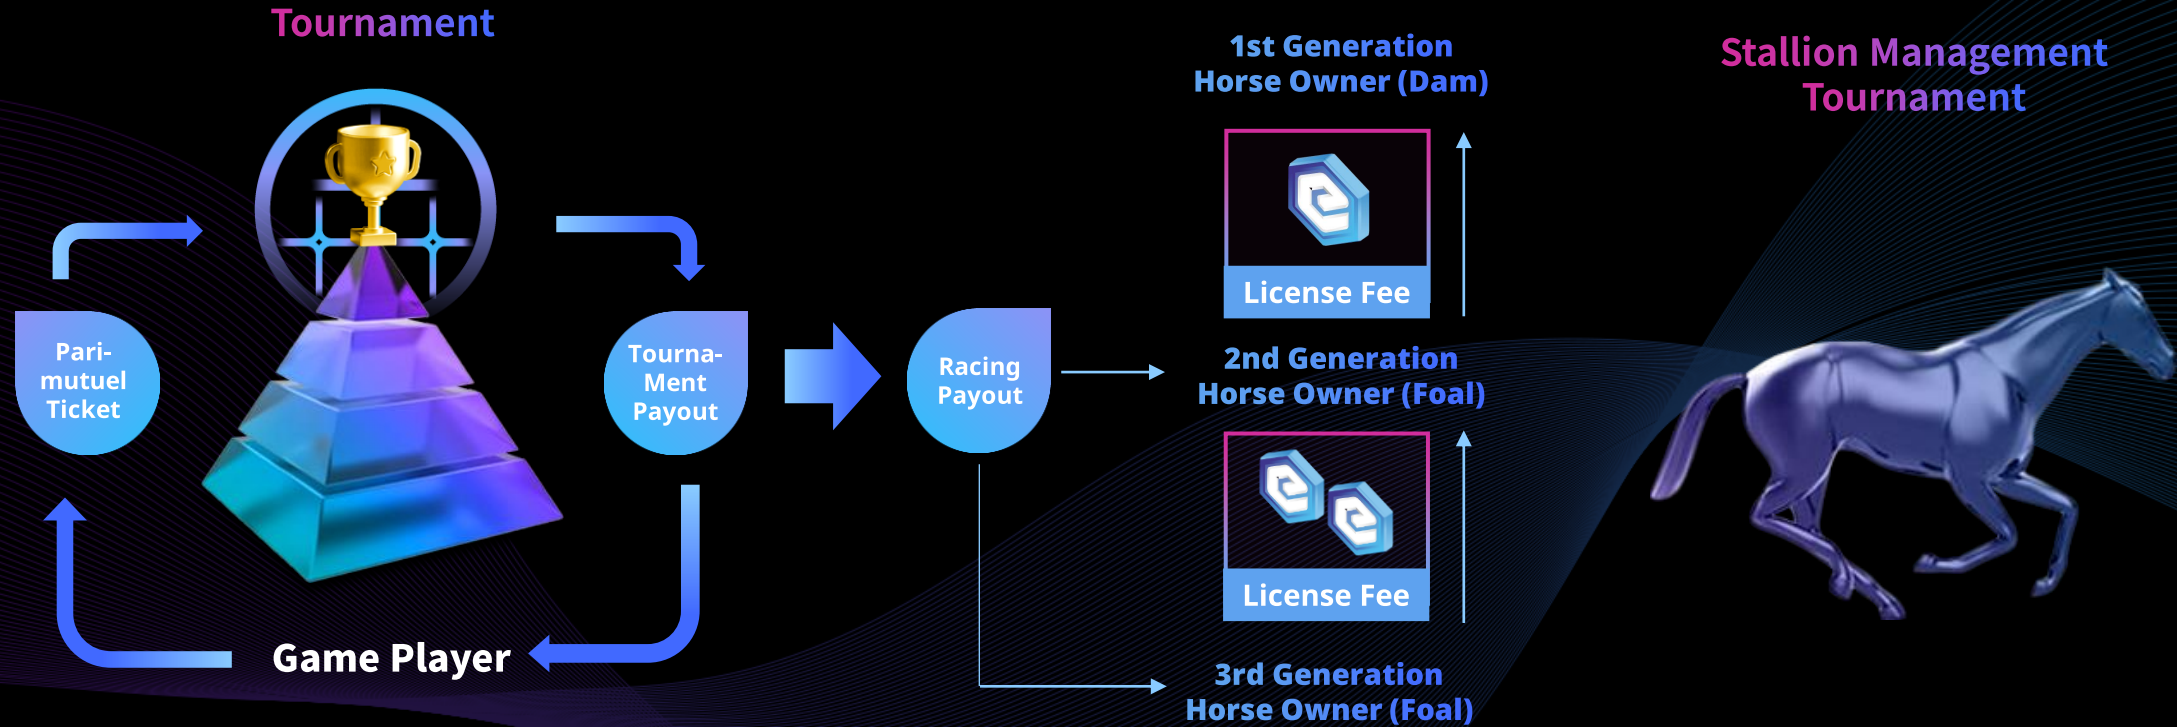 Tournament
Pari-
mutuel
Ticket
Tourna-
Ment
Payout
Game Player
Racing
Payout
1st Generation
Horse Owner (Dam)
License Fee
2nd Generation
Horse Owner (Foal)
License Fee
3rd Generation
Horse Owner (Foal)
Stallion Management
Tournament